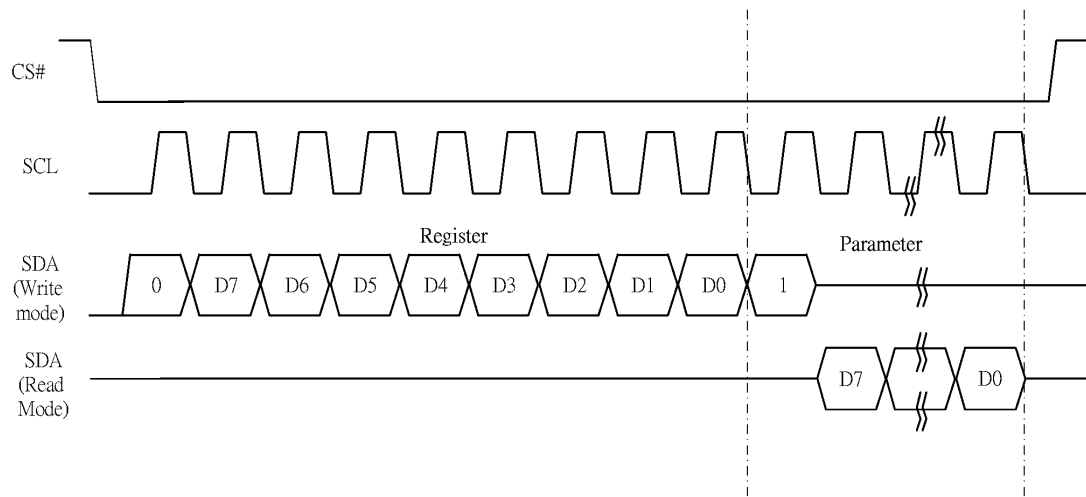 CS#
SCL
Register
Parameter
SDA
(Write
mode)
0 D7 D6 D5 D4 D3 D2 D1 D0 1
SDA
(Read
Mode)
D7 D0